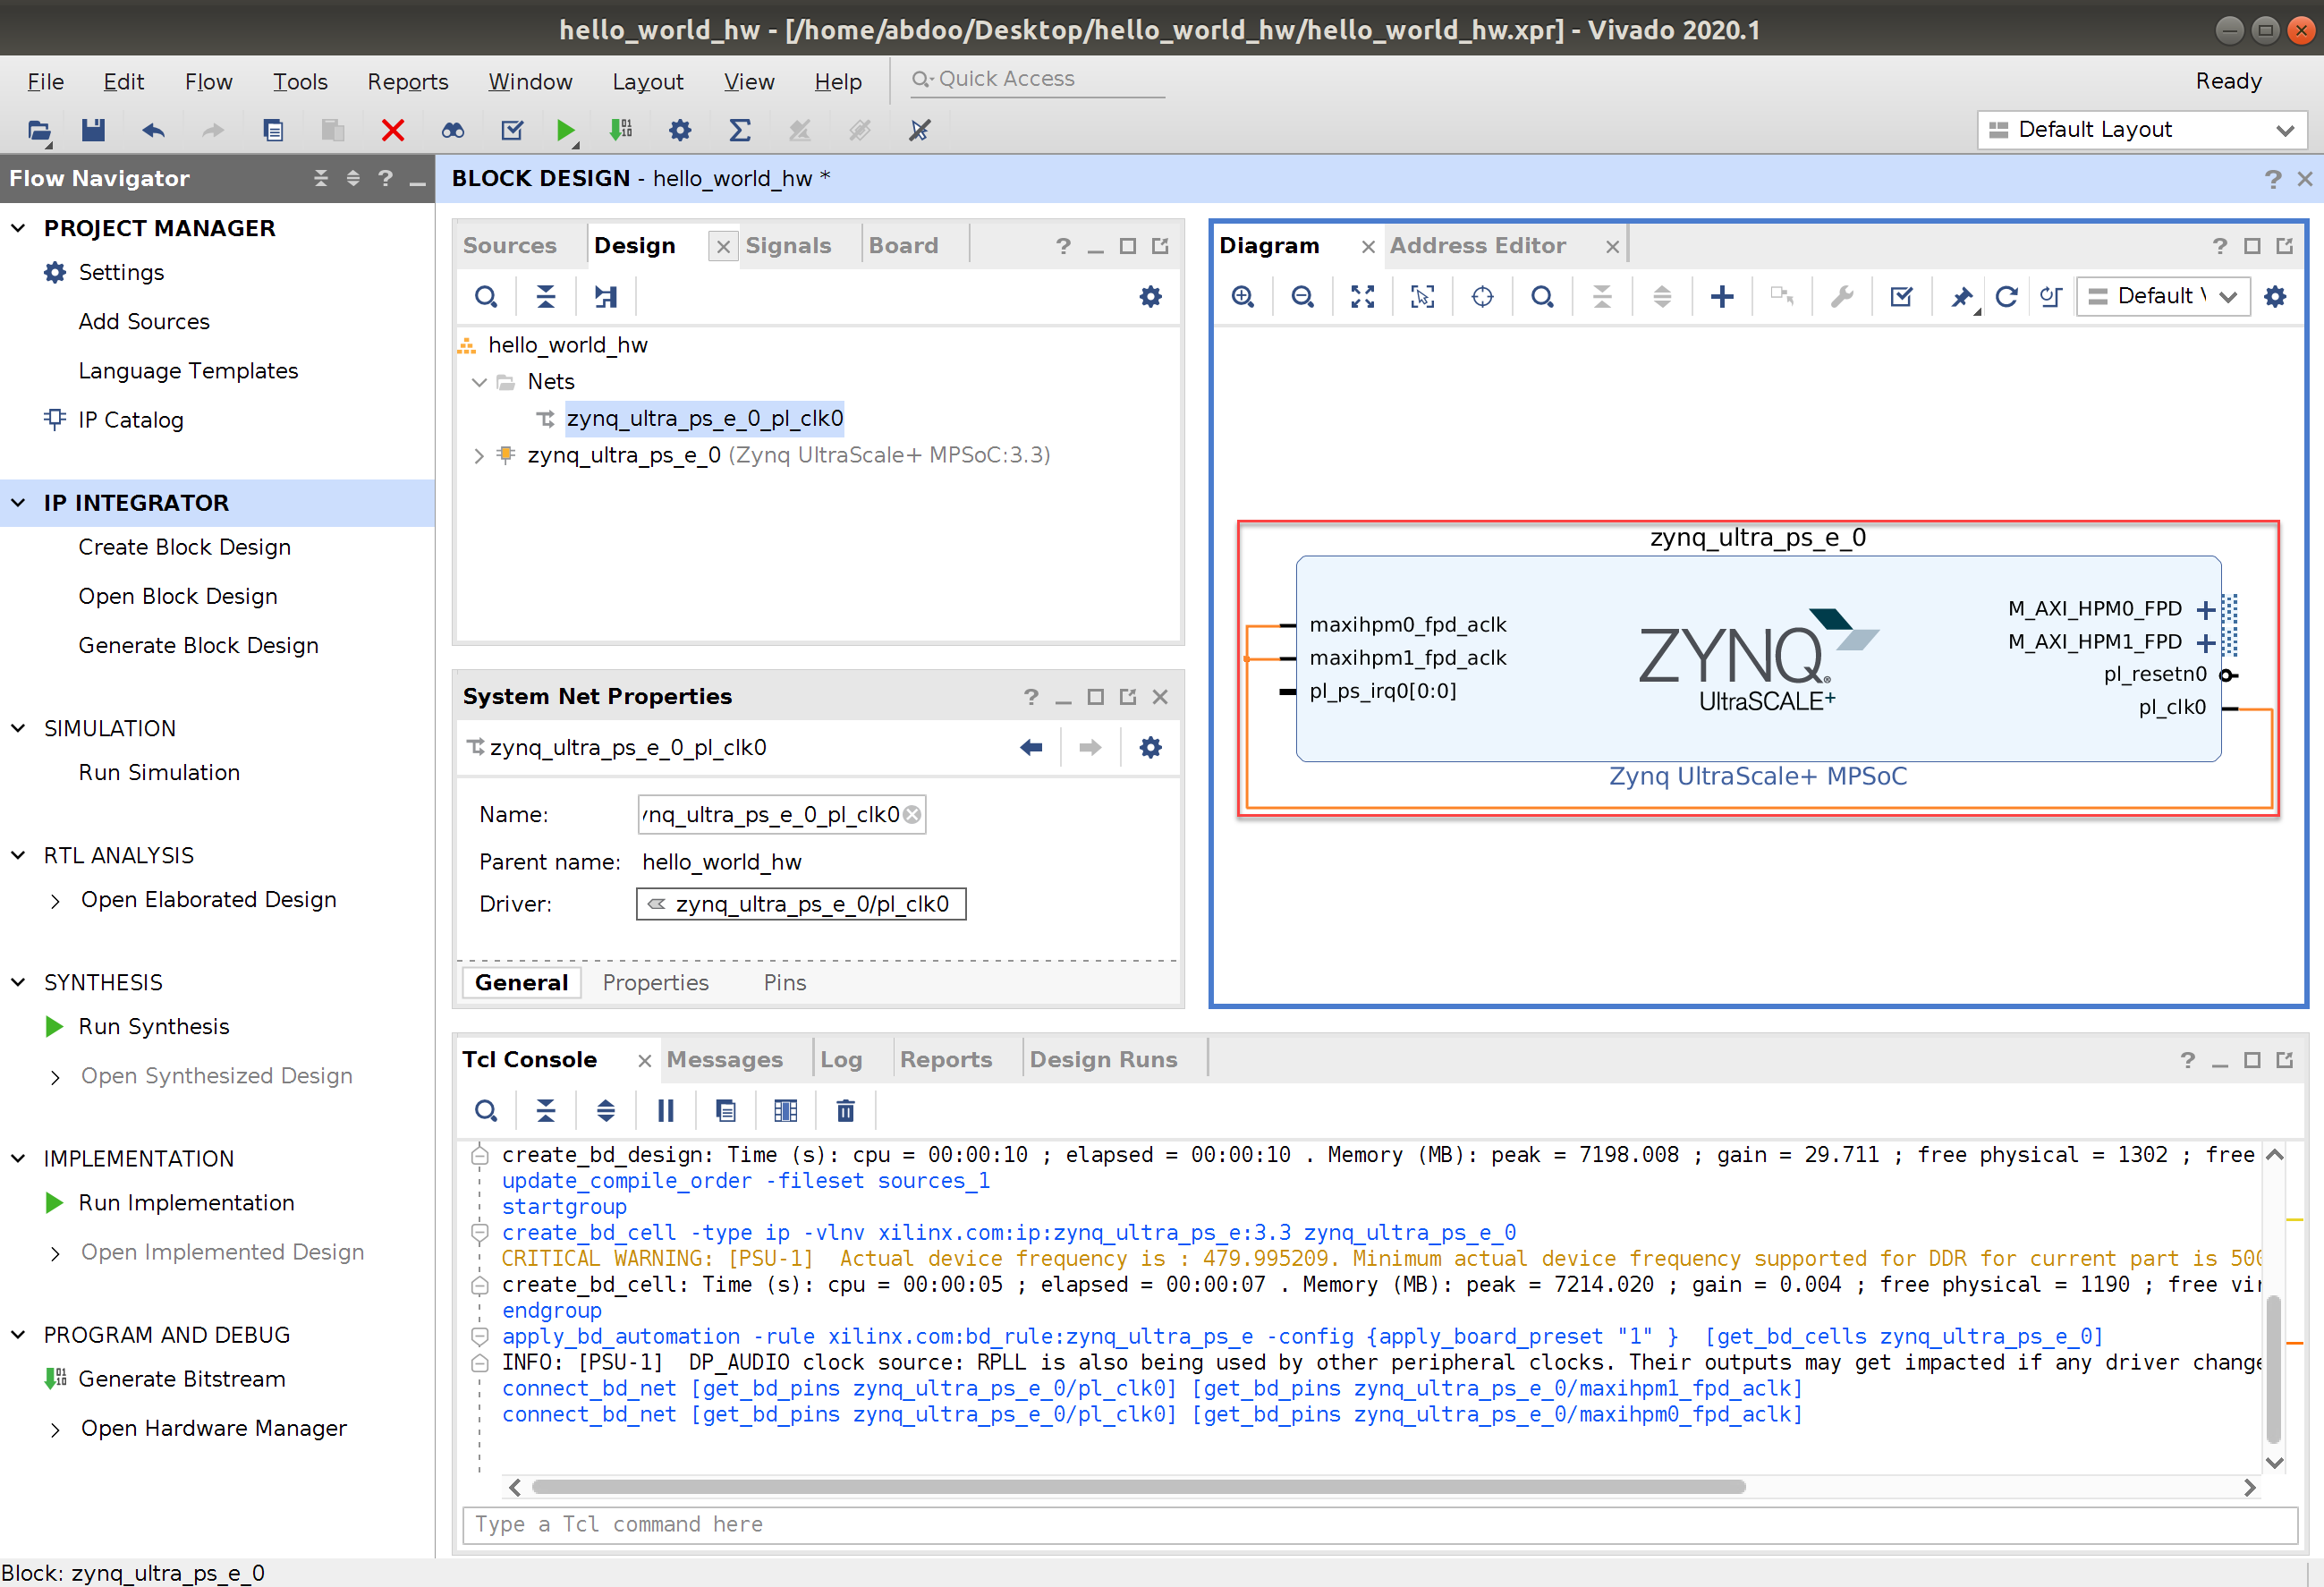 hello_world_hw - [/home/abdoo/Desktop/hello_world_hw/hello_world_hw.xpr] - Vivado 2020.1
File Edit Flow Tools Reports Window Layout View Help Quick Access Ready
Default Layout
Flow Navigator
PROJECT MANAGER
Settings
Add Sources
Language Templates
IP Catalog
IP INTEGRATOR
Create Block Design
Open Block Design
Generate Block Design
SIMULATION
Run Simulation
RTL ANALYSIS
Open Elaborated Design
SYNTHESIS
Run Synthesis
Open Synthesized Design
IMPLEMENTATION
Run Implementation
Open Implemented Design
PROGRAM AND DEBUG
Generate Bitstream
Open Hardware Manager
BLOCK DESIGN - hello_world_hw *
Sources Design Signals Board
hello_world_hw
Nets
zynq_ultra_ps_e_0_pl_clk0
zynq_ultra_ps_e_0 (Zynq UltraScale+ MPSoC:3.3)
System Net Properties
zynq_ultra_ps_e_0_pl_clk0
Name: ynq_ultra_ps_e_0_pl_clk0
Parent name: hello_world_hw
Driver: zynq_ultra_ps_e_0/pl_clk0
General Properties Pins
Diagram Address Editor
Default
zynq_ultra_ps_e_0
maxihpm0_fpd_aclk
maxihpm1_fpd_aclk
pl_ps_irq0[0:0]
ZYNQ
UltraSCALE+
M_AXI_HPM0_FPD
M_AXI_HPM1_FPD
pl_resetn0
pl_clk0
Zynq UltraScale+ MPSoC
Tcl Console Messages Log Reports Design Runs
create_bd_design: Time (s): cpu = 00:00:10 ; elapsed = 00:00:10 . Memory (MB): peak = 7198.008 ; gain = 29.711 ; free physical = 1302 ; free
update_compile_order -fileset sources_1
startgroup
create_bd_cell -type ip -vlnv xilinx.com:ip:zynq_ultra_ps_e:3.3 zynq_ultra_ps_e_0
CRITICAL WARNING: [PSU-1]  Actual device frequency is : 479.995209. Minimum actual device frequency supported for DDR for current part is 500
create_bd_cell: Time (s): cpu = 00:00:05 ; elapsed = 00:00:07 . Memory (MB): peak = 7214.020 ; gain = 0.004 ; free physical = 1190 ; free vir
endgroup
apply_bd_automation -rule xilinx.com:bd_rule:zynq_ultra_ps_e -config {apply_board_preset "1" }  [get_bd_cells zynq_ultra_ps_e_0]
INFO: [PSU-1]  DP_AUDIO clock source: RPLL is also being used by other peripheral clocks. Their outputs may get impacted if any driver change
connect_bd_net [get_bd_pins zynq_ultra_ps_e_0/pl_clk0] [get_bd_pins zynq_ultra_ps_e_0/maxihpm1_fpd_aclk]
connect_bd_net [get_bd_pins zynq_ultra_ps_e_0/pl_clk0] [get_bd_pins zynq_ultra_ps_e_0/maxihpm0_fpd_aclk]
Type a Tcl command here
Block: zynq_ultra_ps_e_0